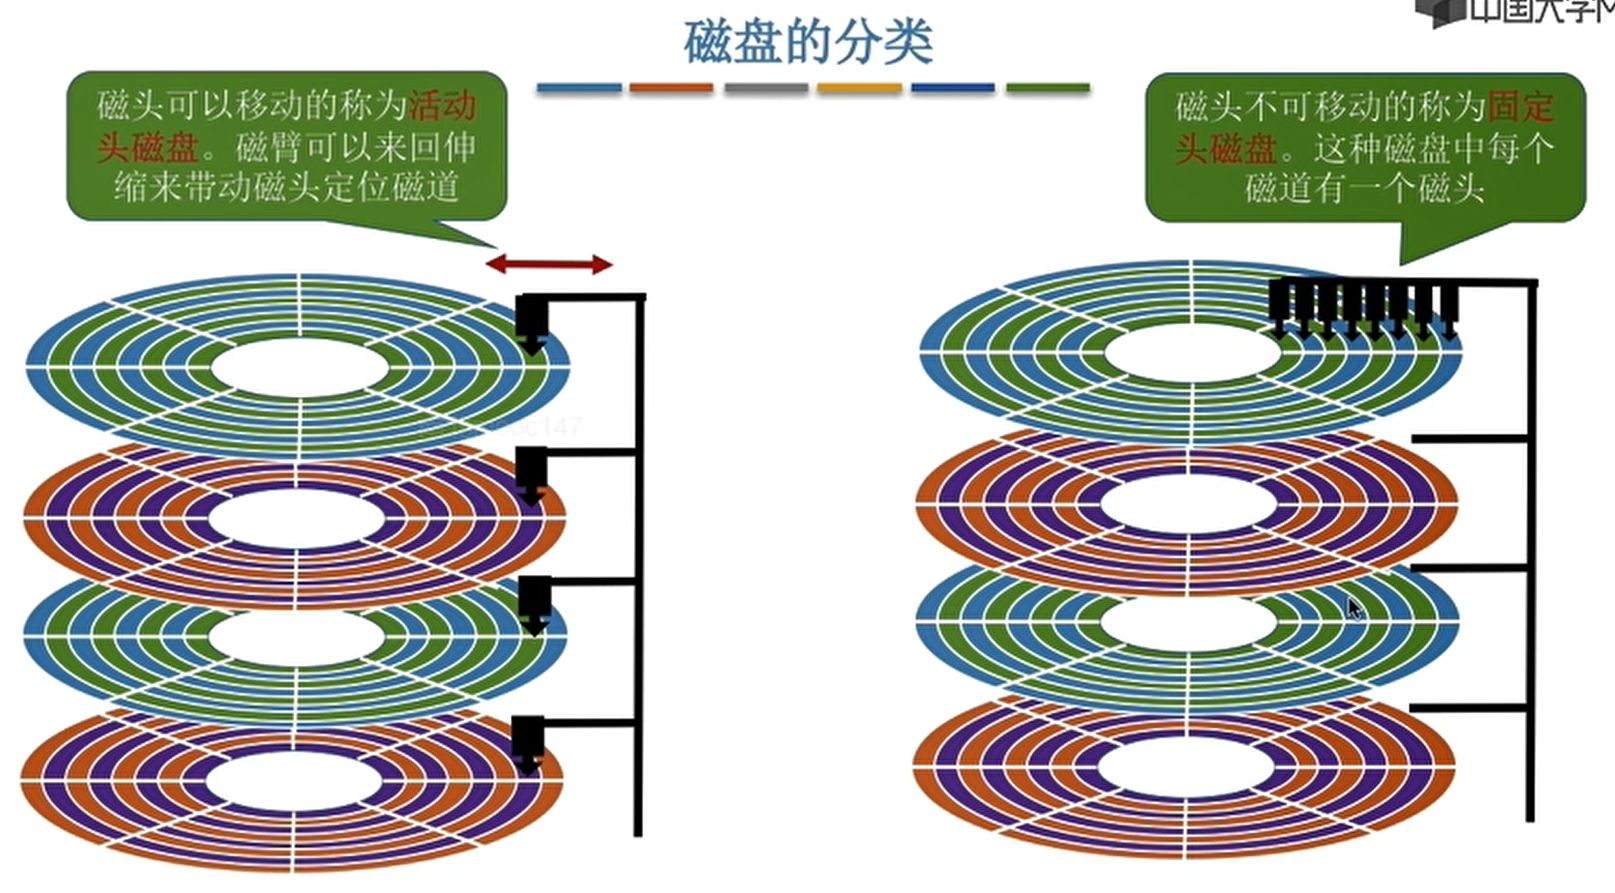 中国大学M
磁盘的分类
磁头可以移动的称为活动
头磁盘。磁臂可以来回伸
缩来带动磁头定位磁道
磁头不可移动的称为固定
头磁盘。这种磁盘中每个
磁道有一个磁头